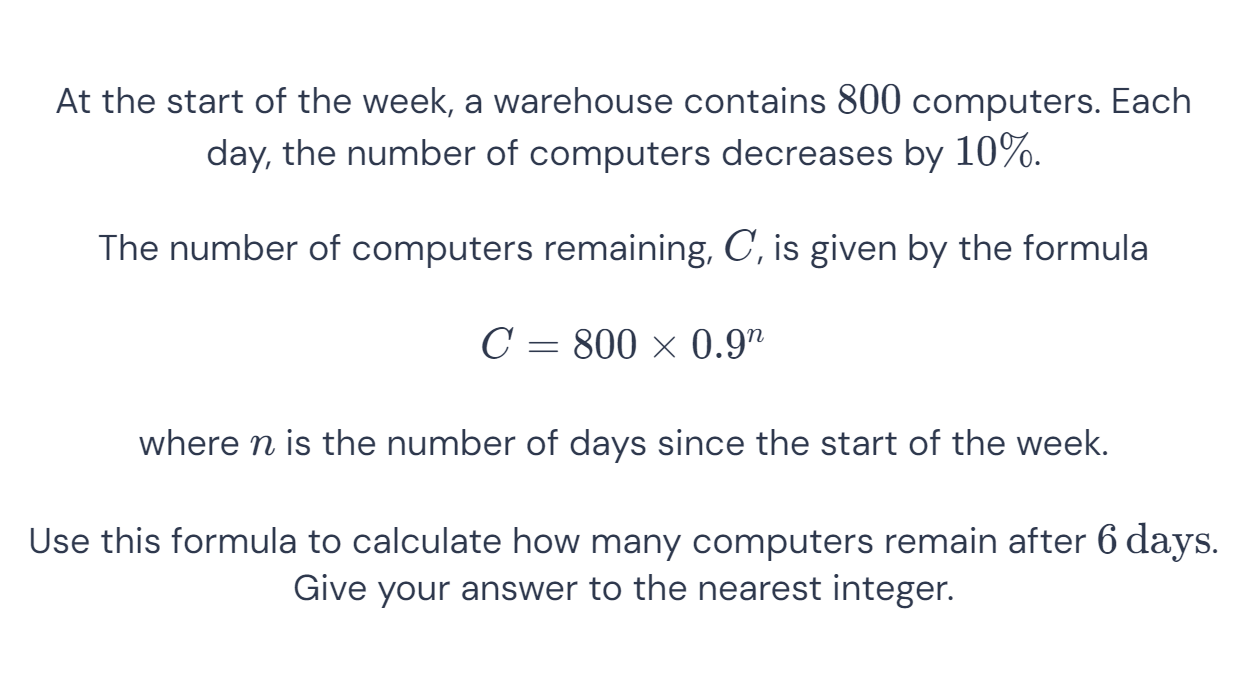 At the start of the week, a warehouse contains 800 computers. Each
day, the number of computers decreases by 10%.
The number of computers remaining, C, is given by the formula
C = 800 × 0.9ⁿ
where n is the number of days since the start of the week.
Use this formula to calculate how many computers remain after 6 days.
Give your answer to the nearest integer.